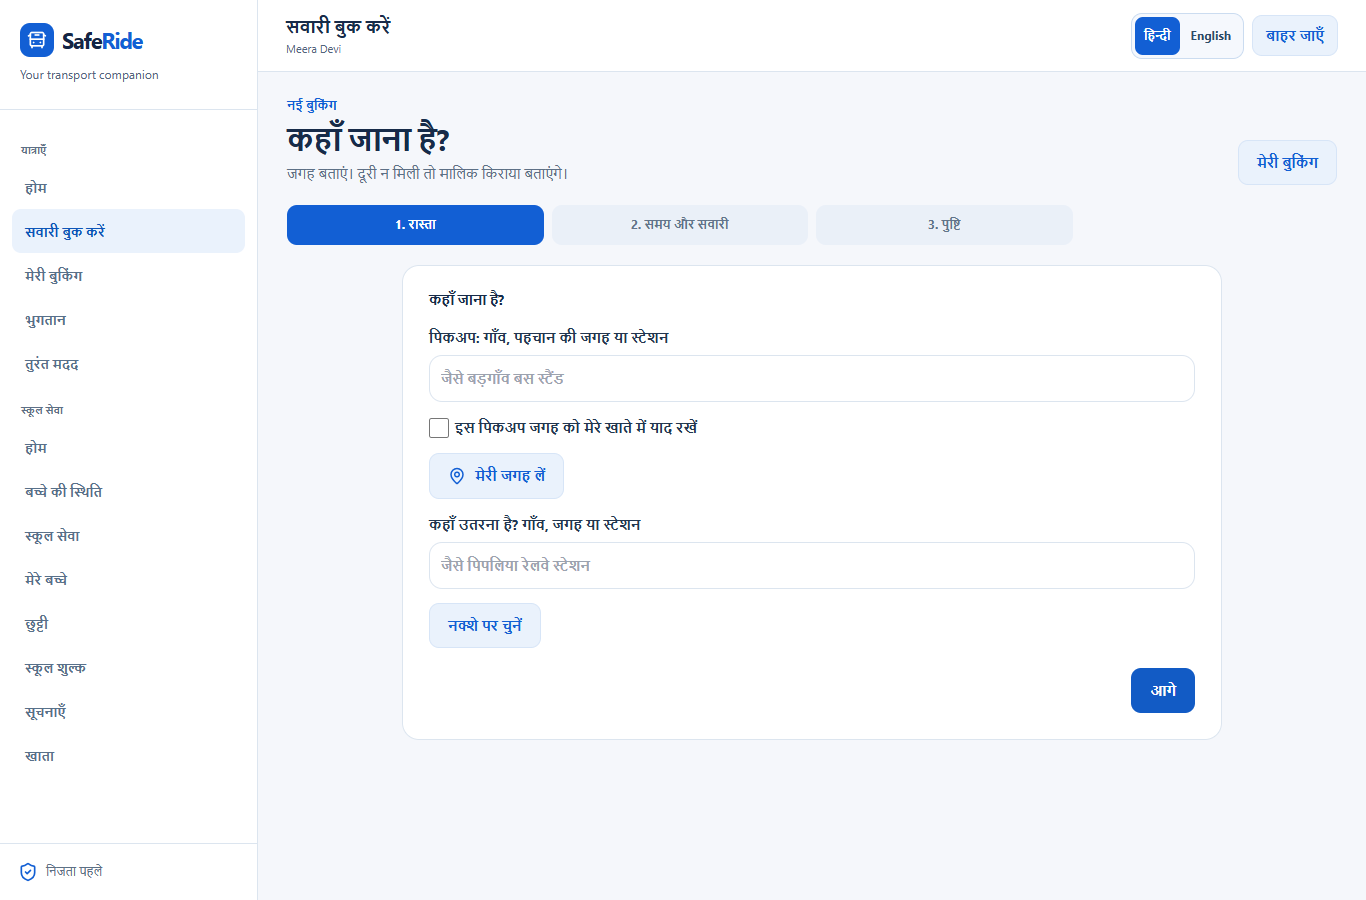 SafeRide
Your transport companion
यात्राएँ
होम
सवारी बुक करें
मेरी बुकिंग
भुगतान
तुरंत मदद
स्कूल सेवा
होम
बच्चे की स्थिति
स्कूल सेवा
मेरे बच्चे
छुट्टी
स्कूल शुल्क
सूचनाएँ
खाता
निजता पहले
सवारी बुक करें
Meera Devi
हिन्दी English बाहर जाएँ
नई बुकिंग
कहाँ जाना है?
जगह बताएं। दूरी न मिली तो मालिक किराया बताएंगे।
मेरी बुकिंग
1. रास्ता 2. समय और सवारी 3. पुष्टि
कहाँ जाना है?
पिकअप: गाँव, पहचान की जगह या स्टेशन
जैसे बड़गाँव बस स्टैंड
इस पिकअप जगह को मेरे खाते में याद रखें
मेरी जगह लें
कहाँ उतरना है? गाँव, जगह या स्टेशन
जैसे पिपलिया रेलवे स्टेशन
नक्शे पर चुनें
आगे